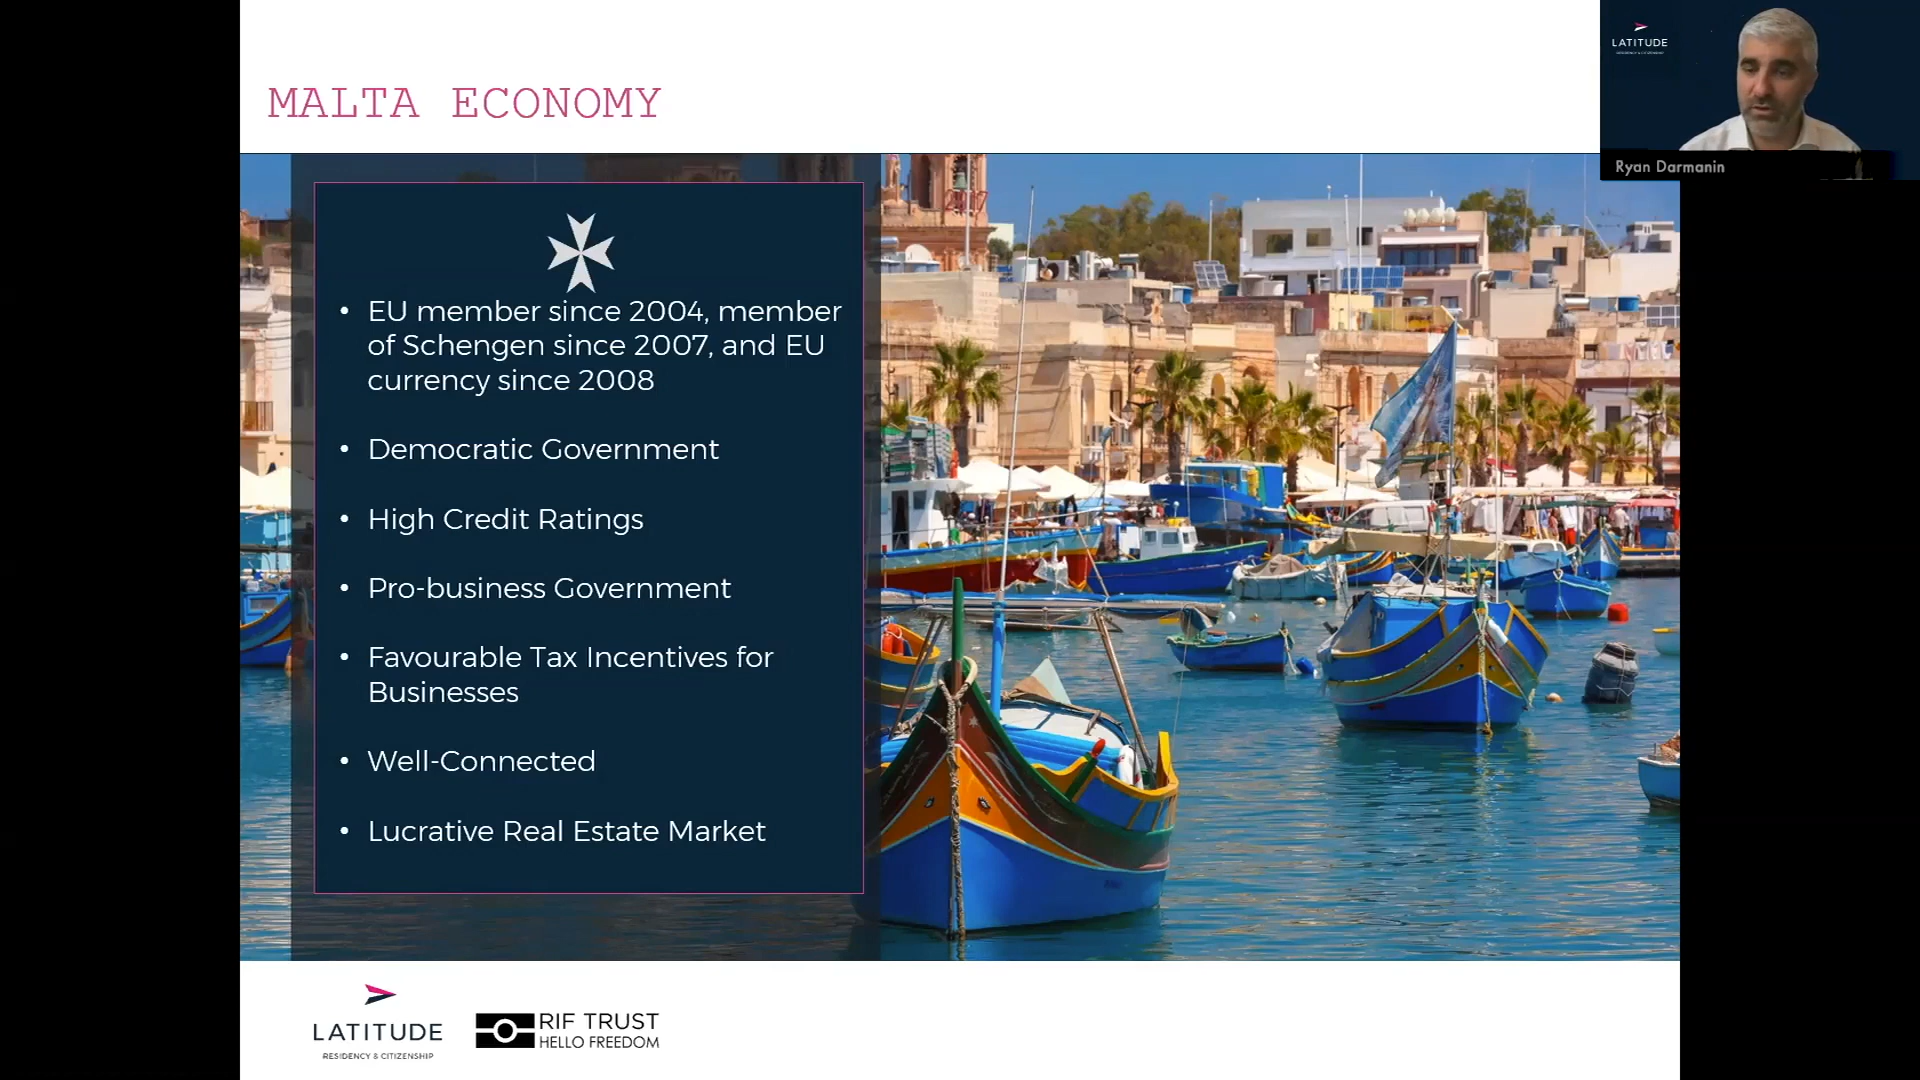 MALTA ECONOMY
LATITUDE
RESIDENCY & CITIZENSHIP
Ryan Darmanin
• EU member since 2004, member
of Schengen since 2007, and EU
currency since 2008
• Democratic Government
• High Credit Ratings
• Pro-business Government
• Favourable Tax Incentives for
Businesses
• Well-Connected
• Lucrative Real Estate Market
LATITUDE
RESIDENCY & CITIZENSHIP
RIF TRUST
HELLO FREEDOM